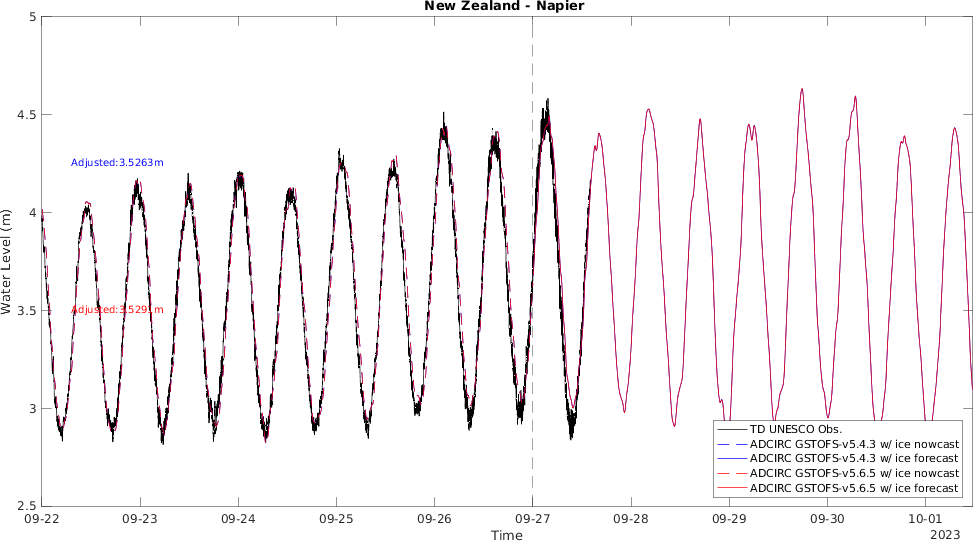 New Zealand - Napier
5
4.5
4
3.5
3
2.5
Water Level (m)
Adjusted:3.5263m
Adjusted:3.5291m
TD UNESCO Obs.
ADCIRC GSTOFS-v5.4.3 w/ ice nowcast
ADCIRC GSTOFS-v5.4.3 w/ ice forecast
ADCIRC GSTOFS-v5.6.5 w/ ice nowcast
ADCIRC GSTOFS-v5.6.5 w/ ice forecast
09-22 09-23 09-24 09-25 09-26 09-27 09-28 09-29 09-30 10-01
Time
2023